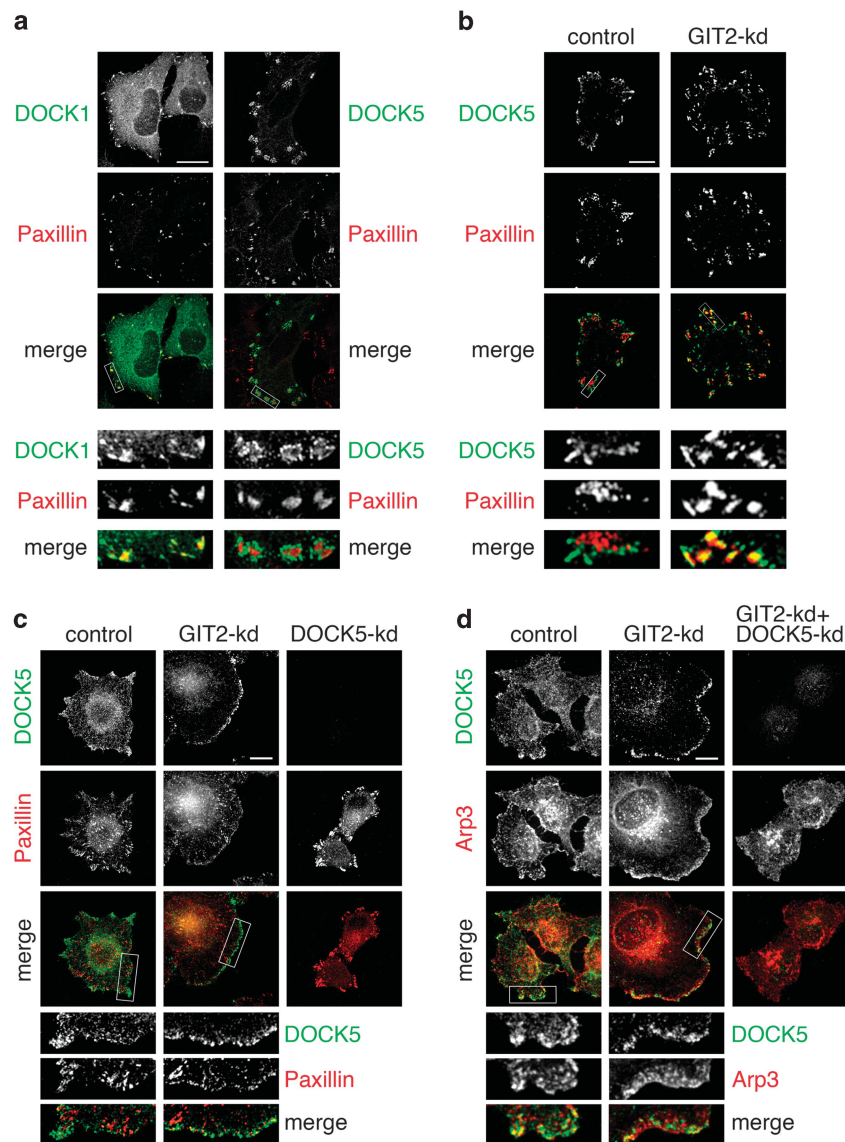 a
DOCK1 DOCK5
Paxillin Paxillin
merge merge
DOCK1 DOCK5
Paxillin Paxillin
merge merge
b
control GIT2-kd
DOCK5
Paxillin
merge
DOCK5
Paxillin
merge
c
control GIT2-kd DOCK5-kd
DOCK5
Paxillin
merge
DOCK5
Paxillin
merge
d
control GIT2-kd GIT2-kd+
DOCK5-kd
DOCK5
Arp3
merge
DOCK5
Arp3
merge